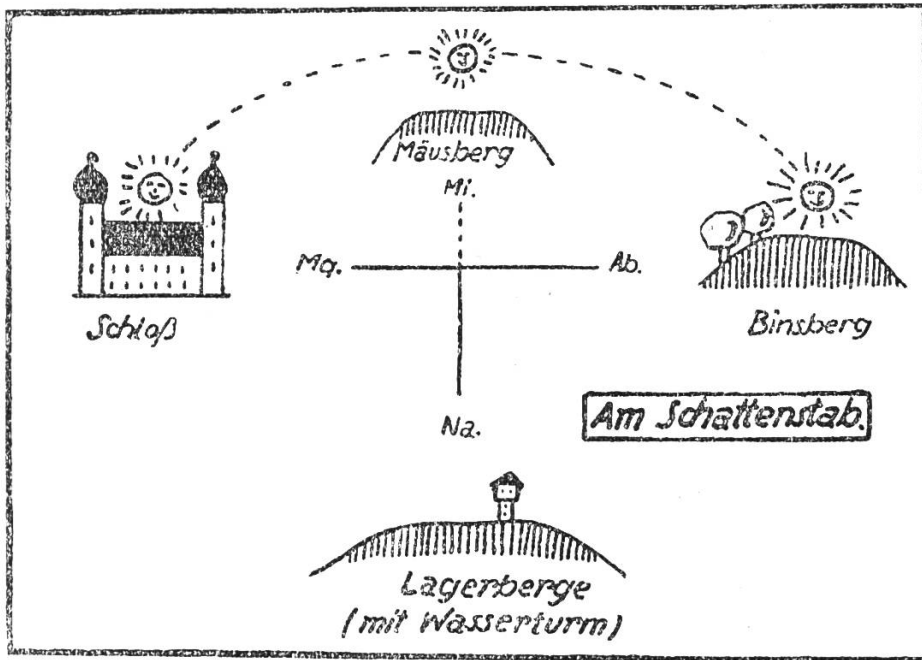 Mäusberg
Mi.
Mg. Ab.
Schloß
Binsberg
Am Schattenstab.
Na.
Lagerberge
(mit Wasserturm)